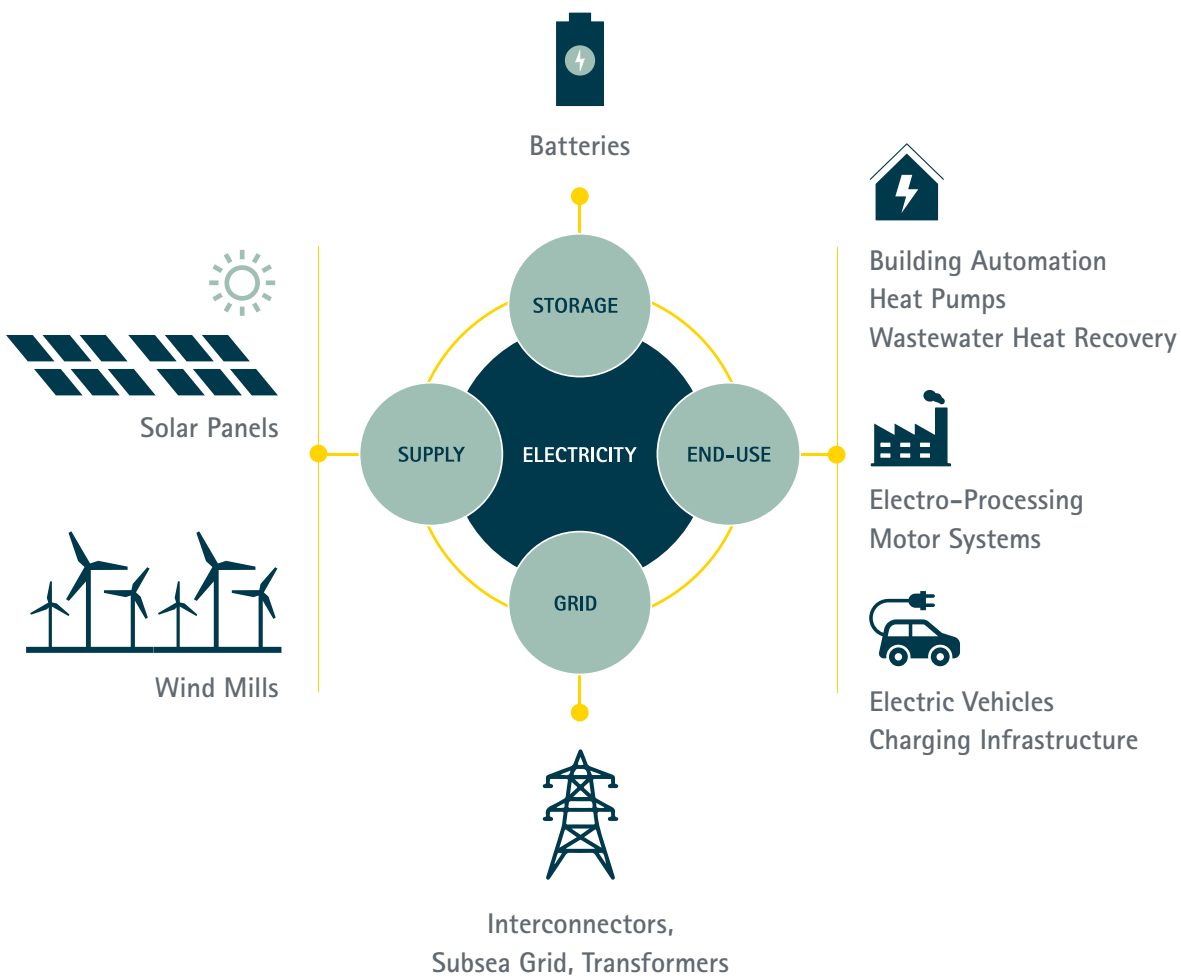 Batteries
Building Automation
Heat Pumps
Wastewater Heat Recovery
STORAGE
Solar Panels
SUPPLY
ELECTRICITY
END-USE
Electro-Processing
Motor Systems
GRID
Wind Mills
Electric Vehicles
Charging Infrastructure
Interconnectors,
Subsea Grid, Transformers